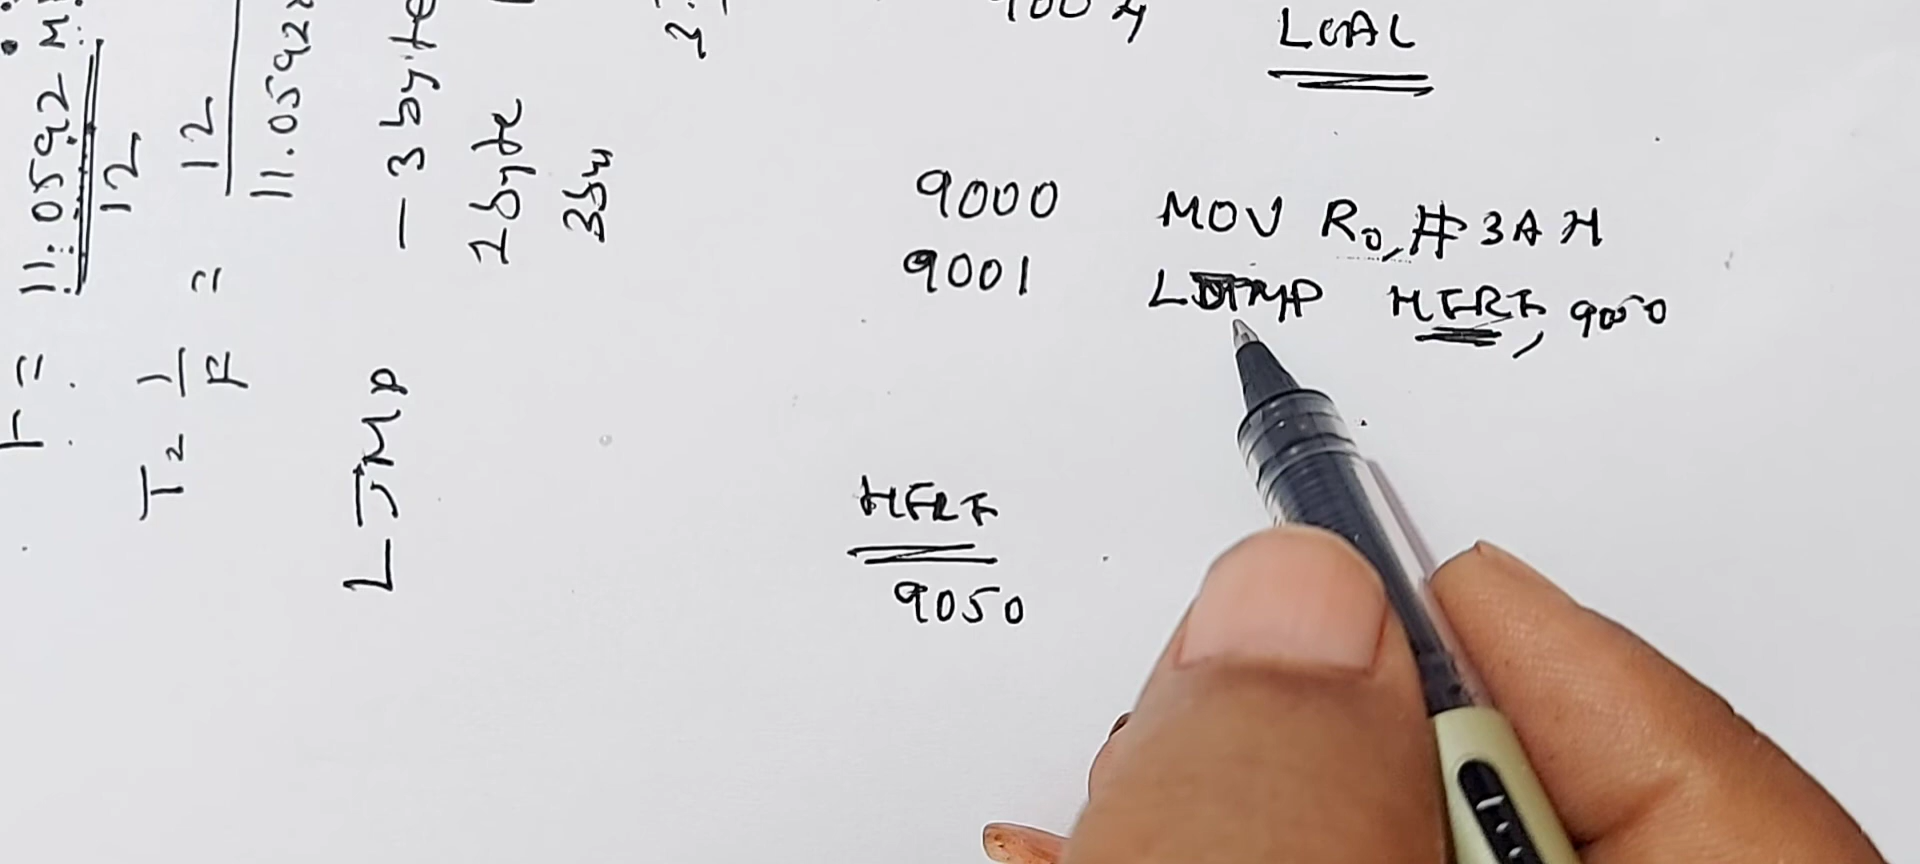 LCAL
9000 MOV R0, #3AH
9001 LJMP HERE, 9050
HERE
9050
11.0592 M
12
T = 1/F = 12
11.0592
LJMP - 3 byte
2 byte